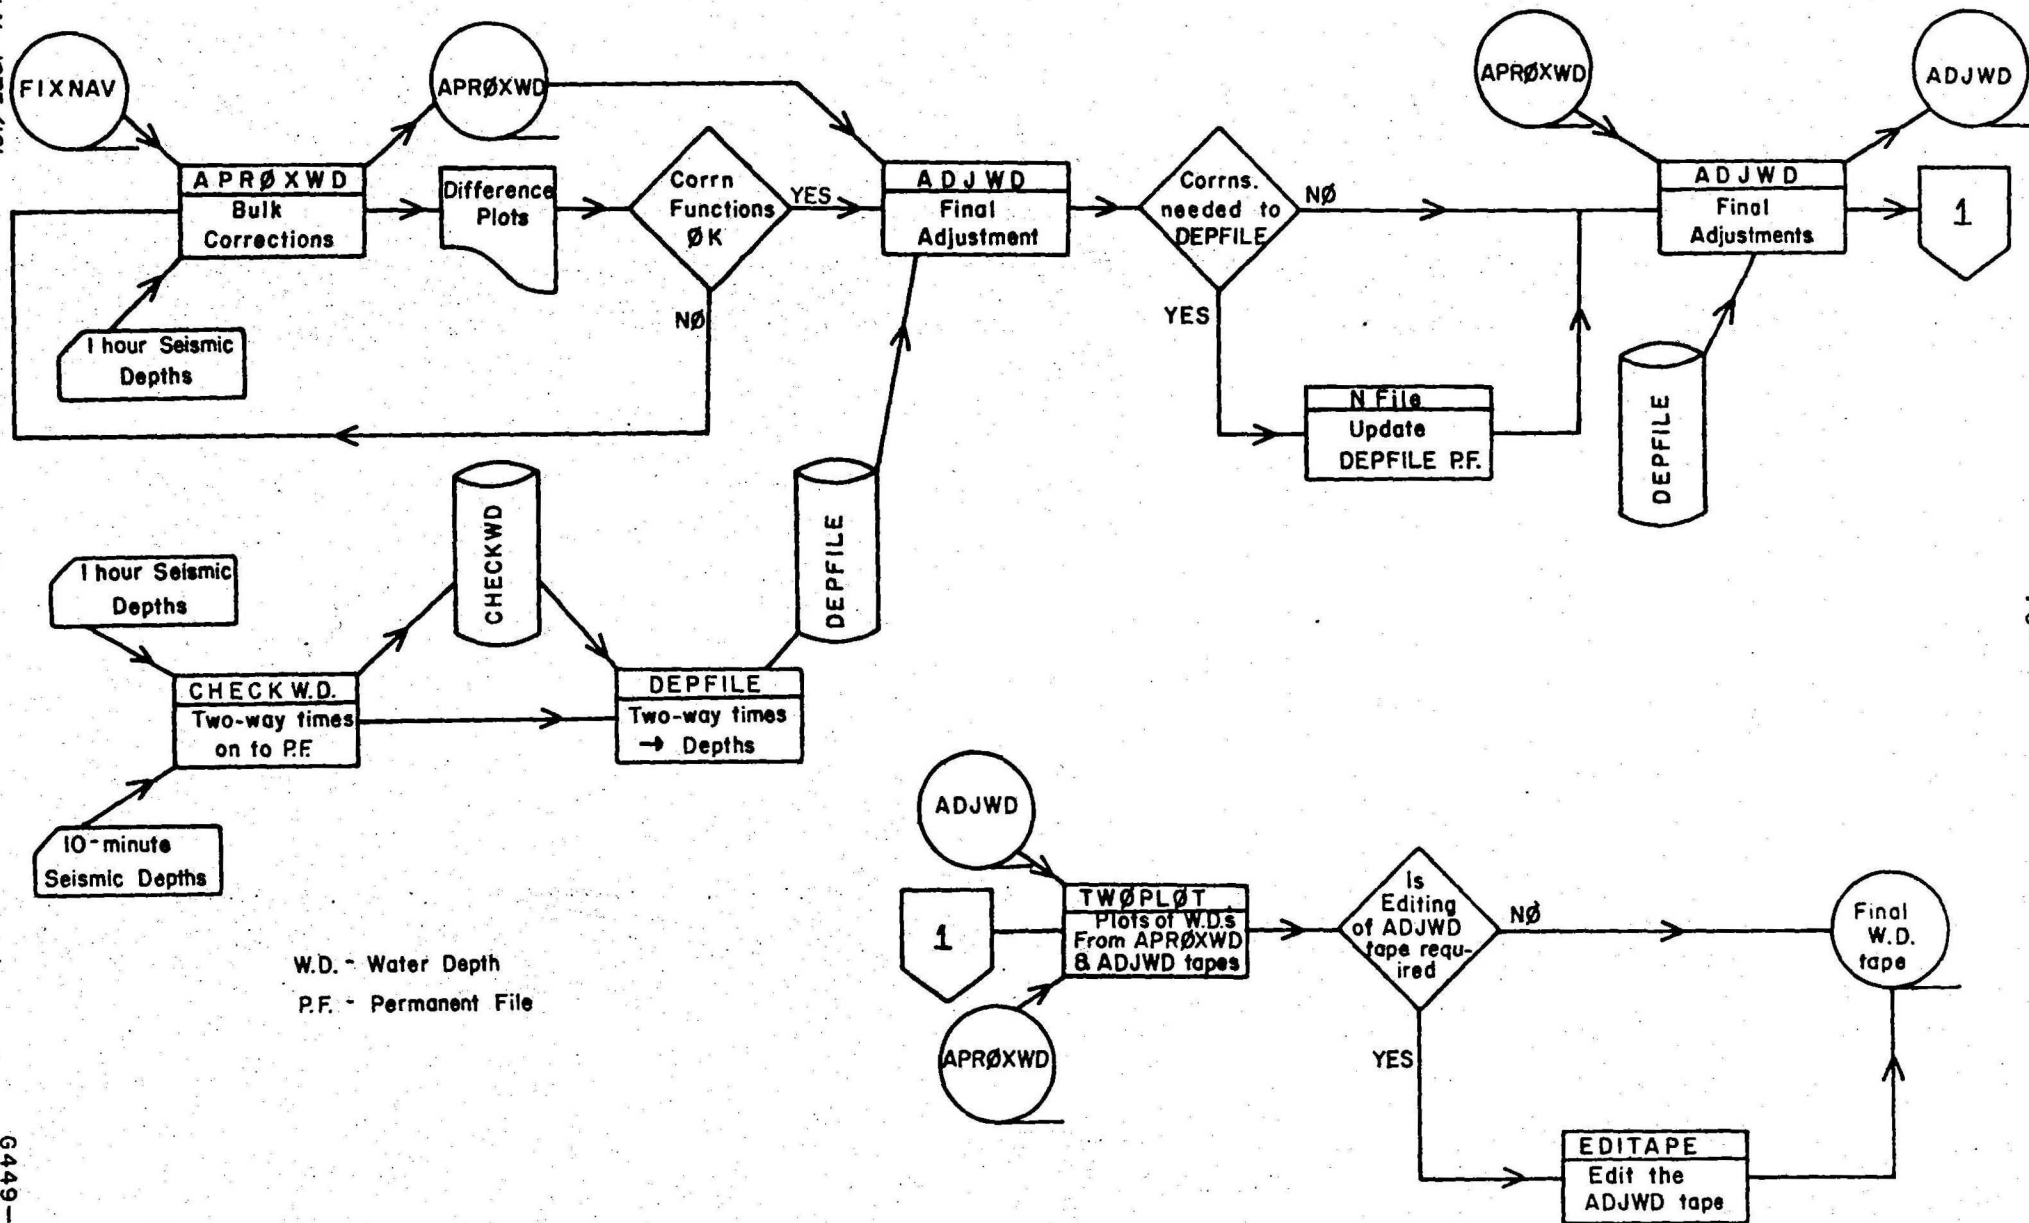 FIXNAV
APRØXWD
APRØXWD
Bulk
Corrections
1 hour Seismic
Depths
Difference
Plots
Corrn
Functions
ØK
YES
NØ
ADJWD
Final
Adjustment
Corrns.
needed to
DEPFILE
NØ
YES
N File
Update
DEPFILE P.F.
APRØXWD
ADJWD
ADJWD
Final
Adjustments
1
DEPFILE
1 hour Seismic
Depths
CHECKWD
DEPFILE
CHECK W.D.
Two-way times
on to P.F.
DEPFILE
Two-way times
→ Depths
10-minute
Seismic Depths
W.D. - Water Depth
P.F. - Permanent File
ADJWD
1
TWØPLØT
Plots of W.D.s
From APRØXWD
& ADJWD tapes
APRØXWD
Is
Editing
of ADJWD
tape requ-
ired
NØ
YES
EDITAPE
Edit the
ADJWD tape
Final
W.D.
tape
G4449-